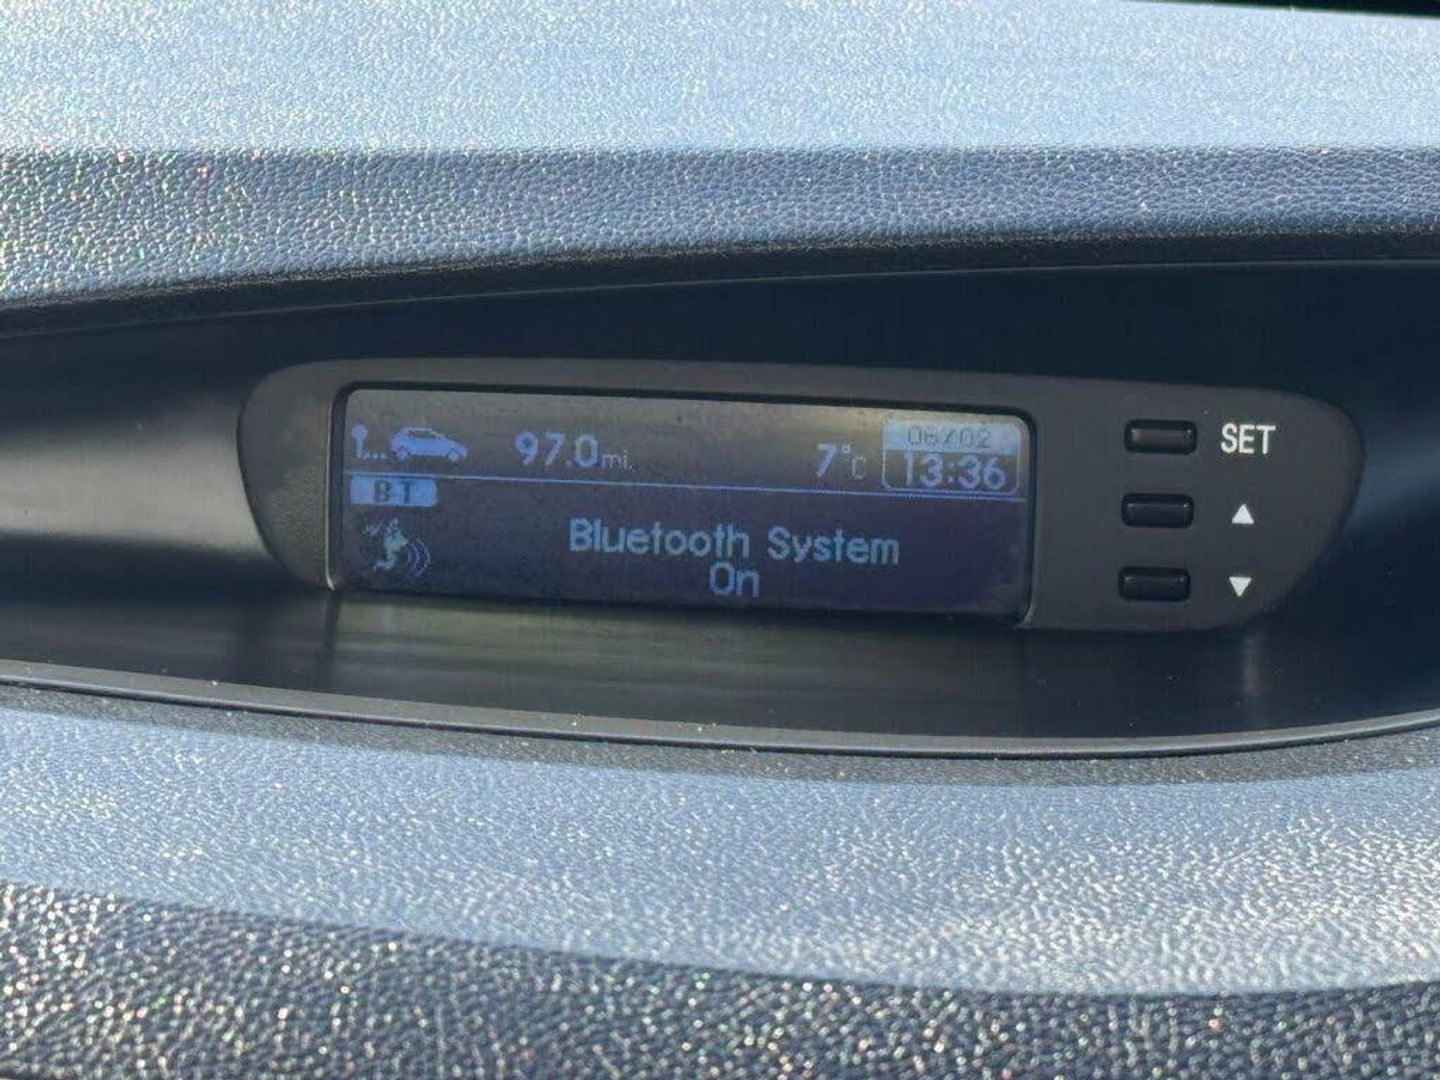 97.0mi.
7°C
06/02
13:36
BT
Bluetooth System
On
SET